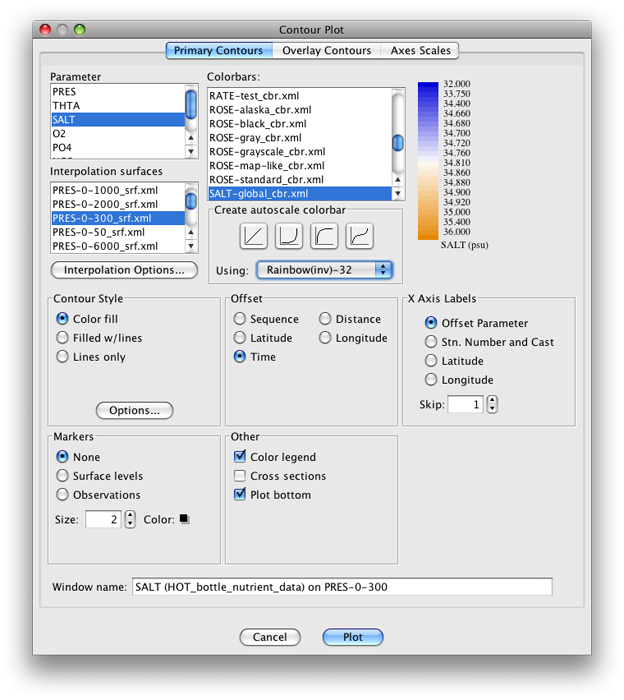 Contour Plot
Primary Contours
Overlay Contours
Axes Scales
Parameter
PRES
THTA
SALT
O2
PO4
Interpolation surfaces
PRES-0-1000_srf.xml
PRES-0-2000_srf.xml
PRES-0-300_srf.xml
PRES-0-50_srf.xml
PRES-0-6000_srf.xml
Interpolation Options...
Colorbars:
RATE-test_cbr.xml
ROSE-alaska_cbr.xml
ROSE-black_cbr.xml
ROSE-gray_cbr.xml
ROSE-grayscale_cbr.xml
ROSE-map-like_cbr.xml
ROSE-standard_cbr.xml
SALT-global_cbr.xml
Create autoscale colorbar
Using: Rainbow(inv)-32
32.000
33.750
34.400
34.660
34.680
34.700
34.720
34.760
34.810
34.860
34.880
34.900
34.920
35.000
35.400
36.000
SALT (psu)
Contour Style
Color fill
Filled w/lines
Lines only
Options...
Offset
Sequence
Distance
Latitude
Longitude
Time
X Axis Labels
Offset Parameter
Stn. Number and Cast
Latitude
Longitude
Skip: 1
Markers
None
Surface levels
Observations
Size: 2 Color:
Other
Color legend
Cross sections
Plot bottom
Window name: SALT (HOT_bottle_nutrient_data) on PRES-0-300
Cancel
Plot